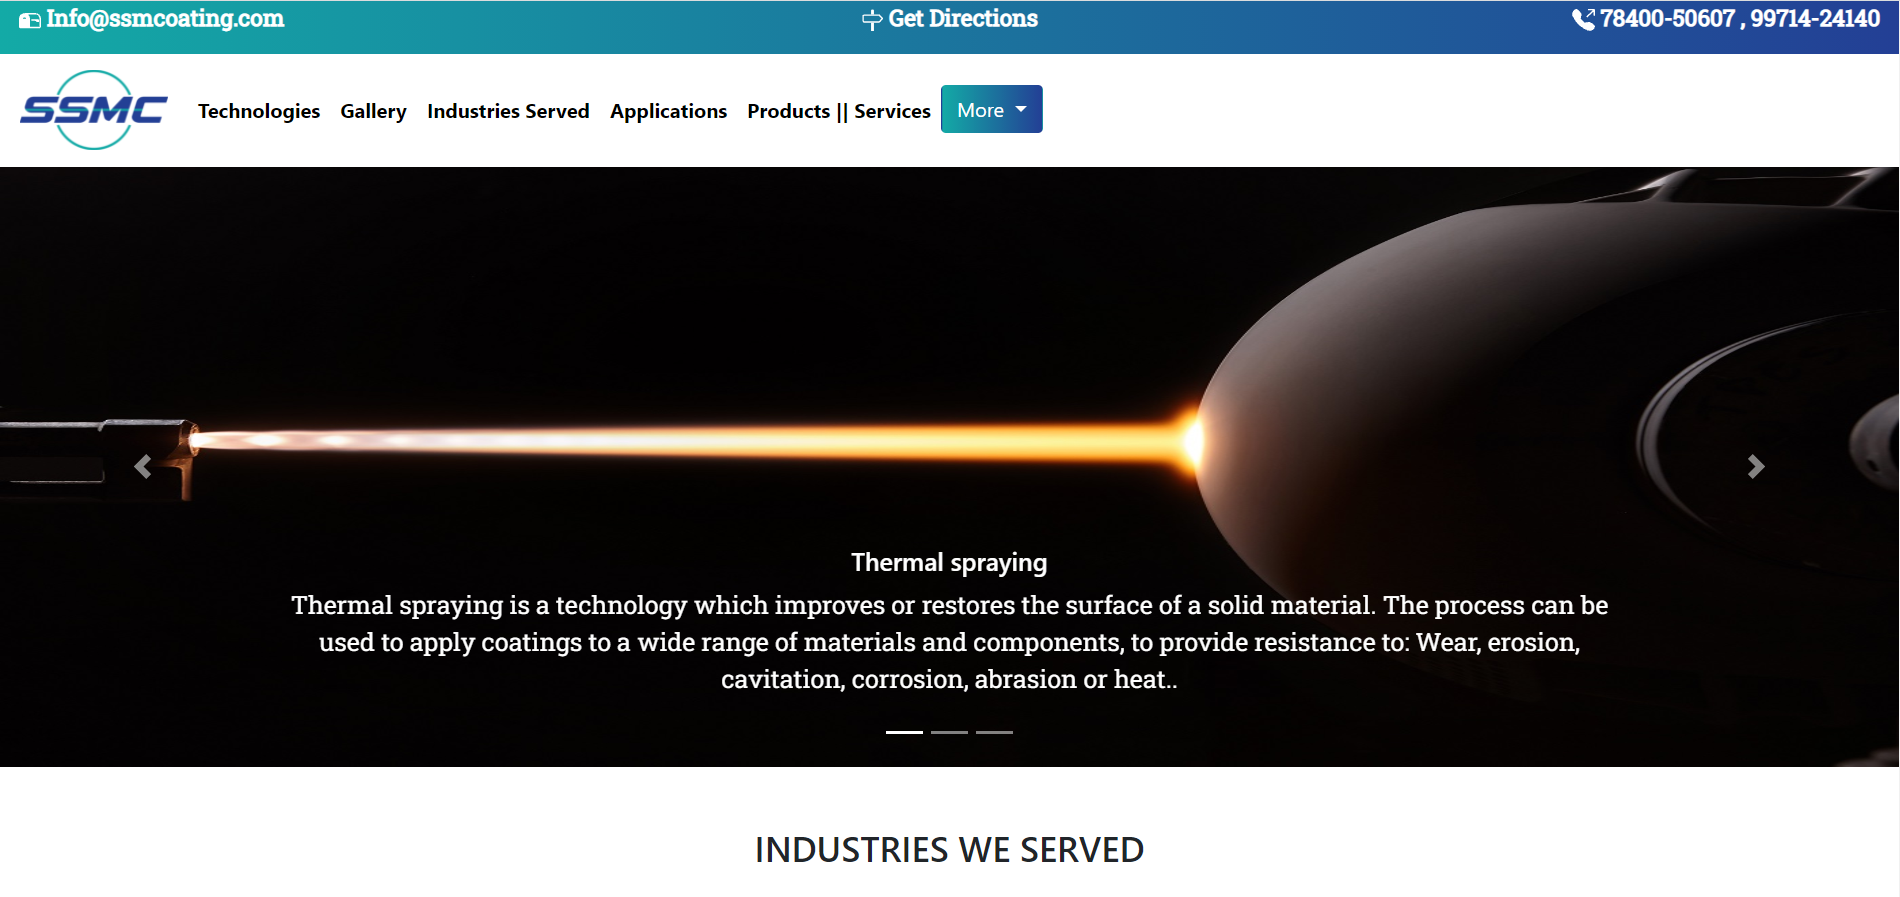 Info@ssmcoating.com
Get Directions
78400-50607 , 99714-24140
SSMC
Technologies
Gallery
Industries Served
Applications
Products || Services
More
Thermal spraying
Thermal spraying is a technology which improves or restores the surface of a solid material. The process can be
used to apply coatings to a wide range of materials and components, to provide resistance to: Wear, erosion,
cavitation, corrosion, abrasion or heat..
INDUSTRIES WE SERVED